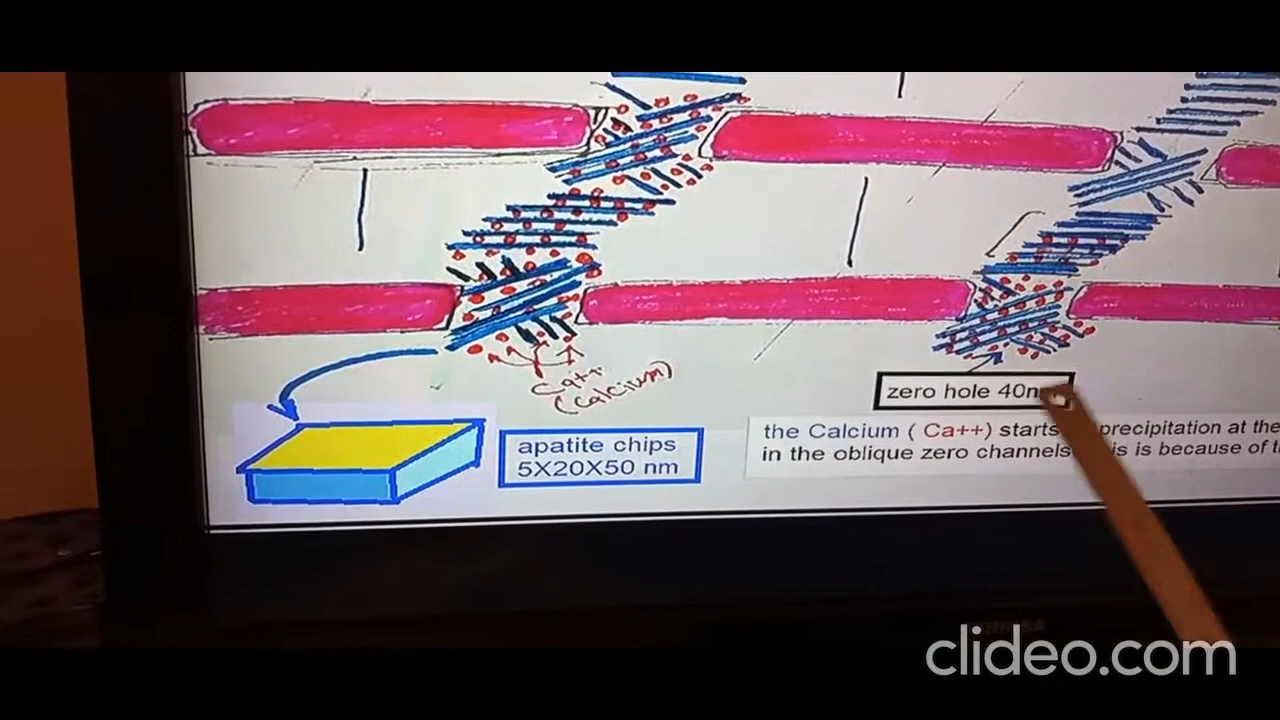 Ca++
(Calcium)
zero hole 40n
apatite chips
5X20X50 nm
the Calcium ( Ca++) starts precipitation at the
in the oblique zero channels is is because of
clideo.com